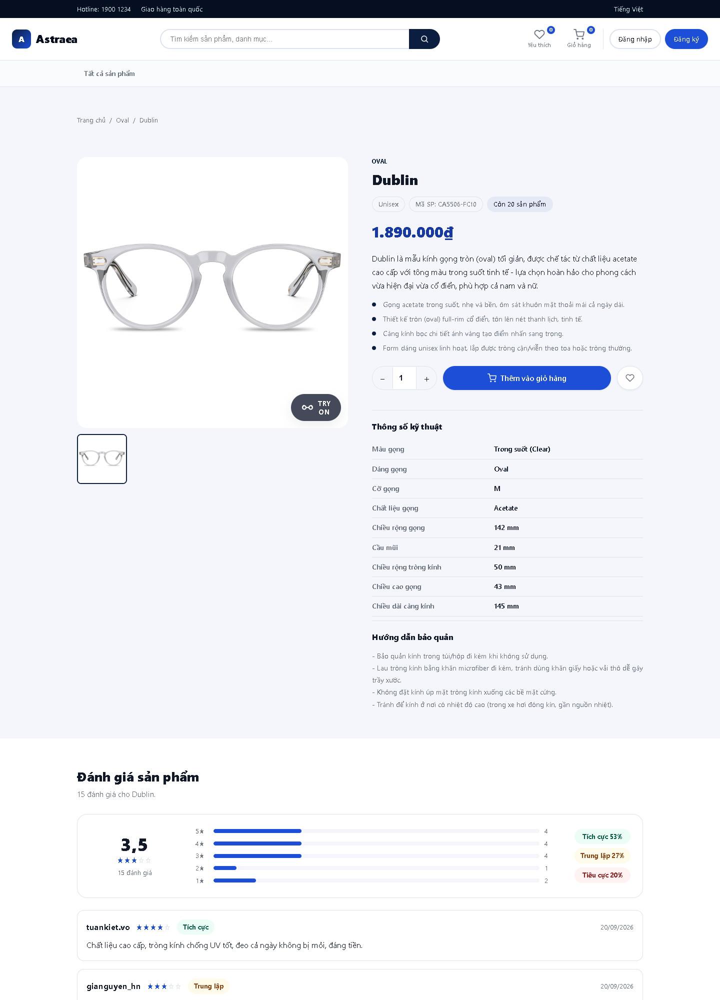 Hotline: 1900 1234 Giao hàng toàn quốc Tiếng Việt
A Astraea
Tìm kiếm sản phẩm, danh mục...
0 0
Yêu thích Giỏ hàng Đăng nhập Đăng ký
Tất cả sản phẩm
Trang chủ / Oval / Dublin
OVAL
Dublin
Unisex Mã SP: CA5506-FC10 Còn 20 sản phẩm
1.890.000₫
Dublin là mẫu kính gọng tròn (oval) tối giản, được chế tác từ chất liệu acetate
cao cấp với tông màu trong suốt tinh tế - lựa chọn hoàn hảo cho phong cách
vừa hiện đại vừa cổ điển, phù hợp cả nam và nữ.
Gọng acetate trong suốt, nhẹ và bền, ôm sát khuôn mặt thoải mái cả ngày dài.
Thiết kế tròn (oval) full-rim cổ điển, tôn lên nét thanh lịch, tinh tế.
Càng kính bọc chi tiết ánh vàng tạo điểm nhấn sang trọng.
Form dáng unisex linh hoạt, lắp được tròng cận/viễn theo toa hoặc tròng thường.
− 1 + Thêm vào giỏ hàng
TRY
ON
Thông số kỹ thuật
Màu gọng Trong suốt (Clear)
Dáng gọng Oval
Cỡ gọng M
Chất liệu gọng Acetate
Chiều rộng gọng 142 mm
Cầu mũi 21 mm
Chiều rộng tròng kính 50 mm
Chiều cao gọng 43 mm
Chiều dài càng kính 145 mm
Hướng dẫn bảo quản
- Bảo quản kính trong túi/hộp đi kèm khi không sử dụng.
- Lau tròng kính bằng khăn microfiber đi kèm, tránh dùng khăn giấy hoặc vải thô dễ gây
trầy xước.
- Không đặt kính úp mặt tròng kính xuống các bề mặt cứng.
- Tránh để kính ở nơi có nhiệt độ cao (trong xe hơi đóng kín, gần nguồn nhiệt).
Đánh giá sản phẩm
15 đánh giá cho Dublin.
3,5
★★★☆☆
15 đánh giá
5★ 4
4★ 4
3★ 4
2★ 1
1★ 2
Tích cực 53%
Trung lập 27%
Tiêu cực 20%
tuankiet.vo ★★★★☆ Tích cực 20/09/2026
Chất liệu cao cấp, tròng kính chống UV tốt, đeo cả ngày không bị mỏi, đáng tiền.
gianguyen_hn ★★★☆☆ Trung lập 20/09/2026